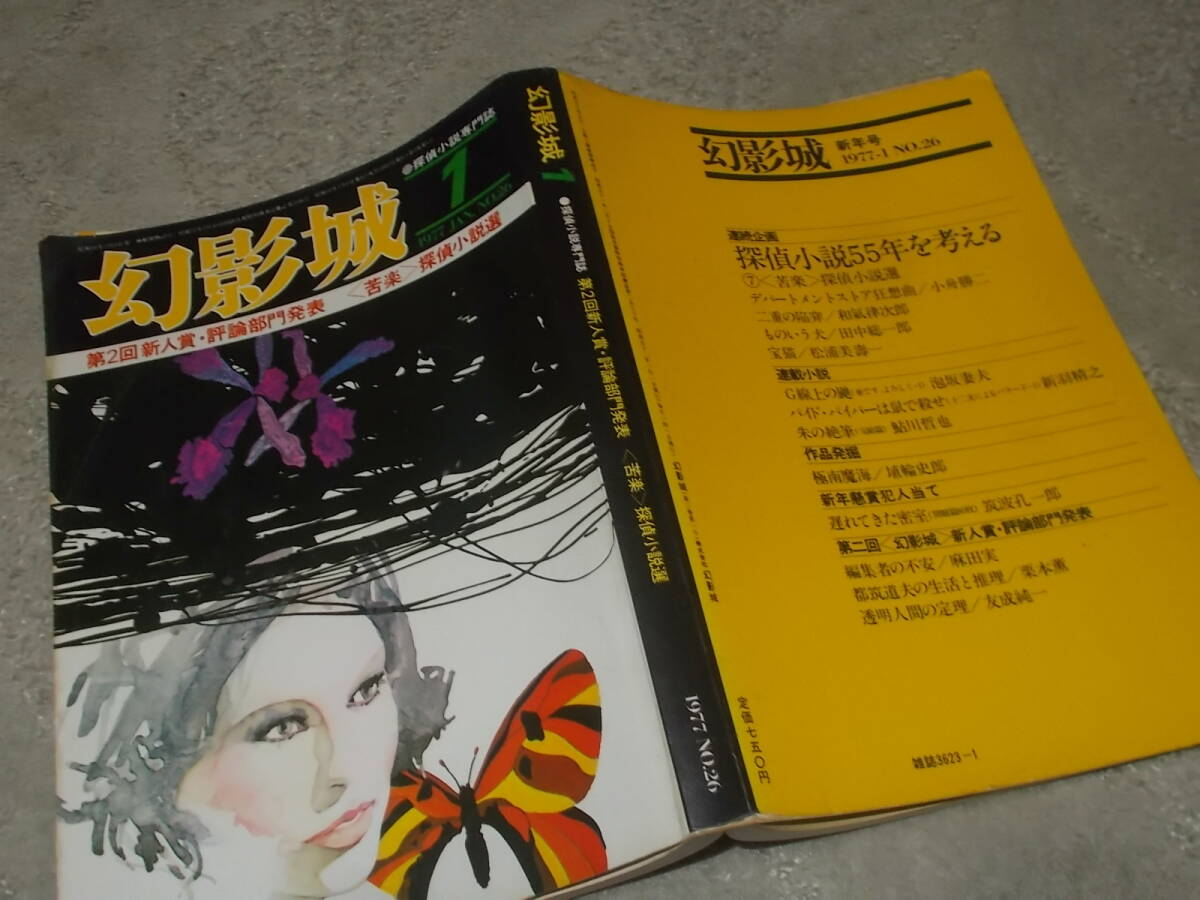 ●探偵小説専門誌
1
1977 JAN. NO.26
幻影城
第2回新人賞・評論部門発表 〈苦楽〉探偵小説選
幻影城 1
●探偵小説専門誌 第2回新人賞・評論部門発表 〈苦楽〉探偵小説選
1977 NO.26
幻影城 新年号
1977-1 NO.26
連続企画
探偵小説55年を考える
⑦〈苦楽〉探偵小説選
デパートメントストア狂想曲/小舟勝二
二重の陥穽/和氣律次郎
ものいう犬/田中総一郎
宝猫/松浦美壽一
連載小説
G線上の鼬 泡坂妻夫
パイド・パイパーは鼠で殺せ 新羽精之
朱の絶筆 鮎川哲也
作品発掘
極南魔海/埴輪史郎
新年懸賞犯人当て
遅れてきた密室 筑波孔一郎
第二回〈幻影城〉新人賞・評論部門発表
編集者の不安/麻田実
都筑道夫の生活と推理/栗本薫
透明人間の定理/友成純一
定価七五〇円
雑誌3623-1